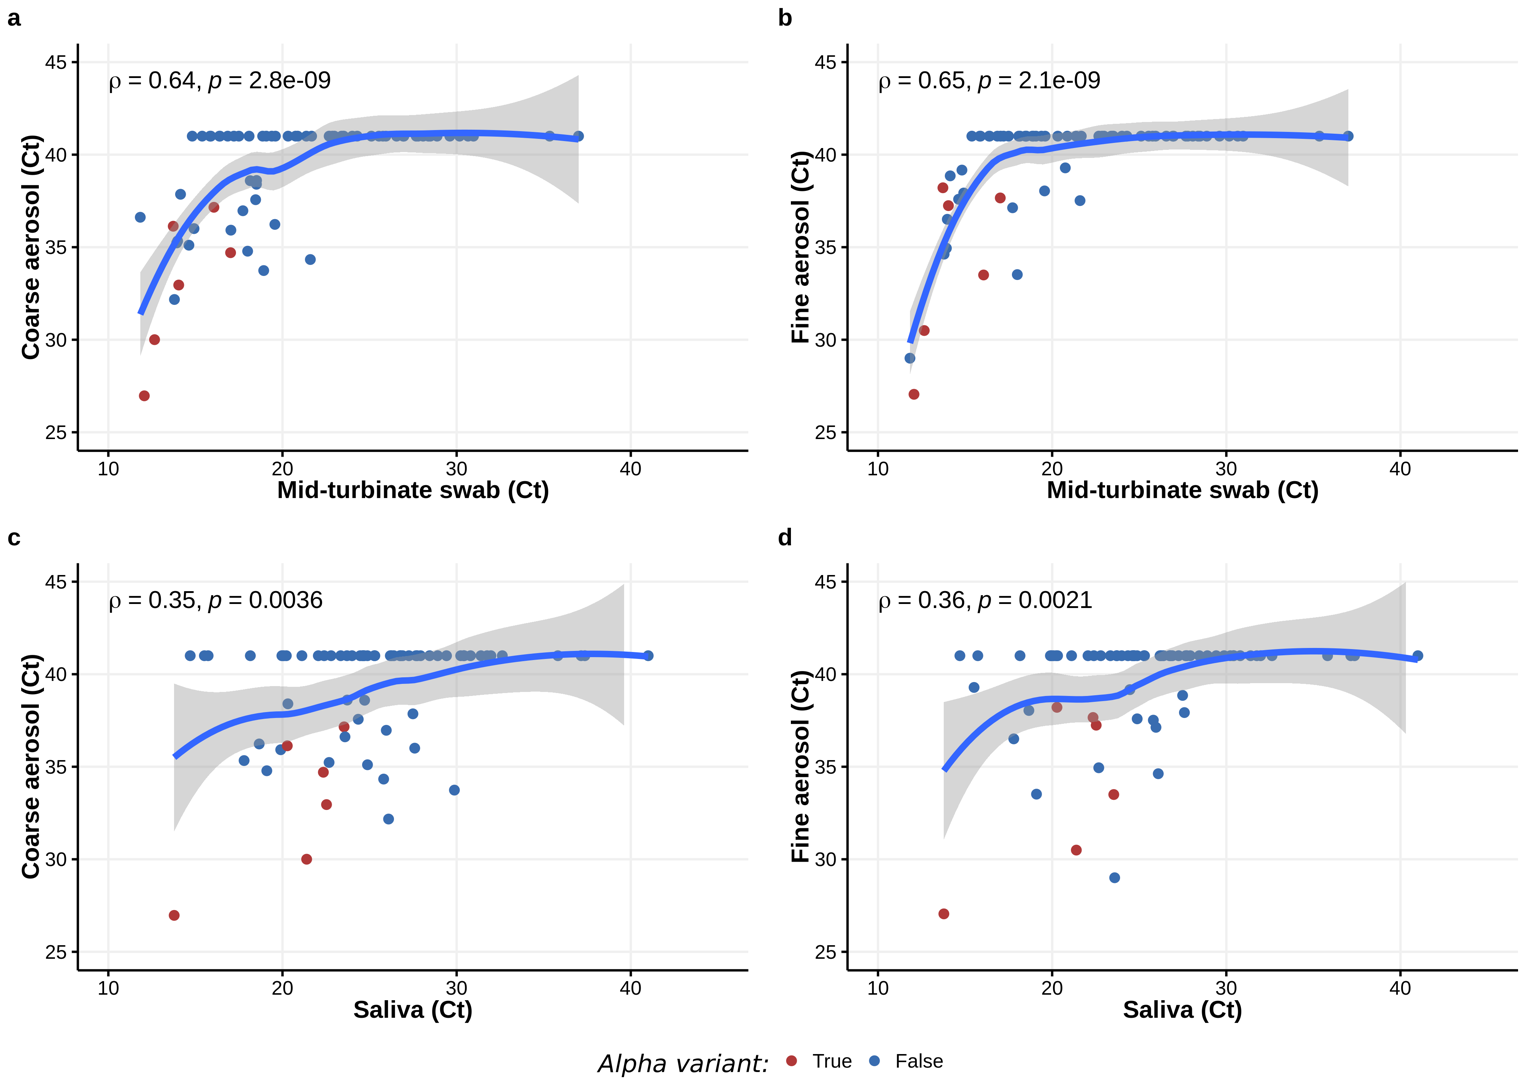 a
ρ = 0.64, p = 2.8e-09
45
40
35
30
25
Coarse aerosol (Ct)
10 20 30 40
Mid-turbinate swab (Ct)
b
ρ = 0.65, p = 2.1e-09
45
40
35
30
25
Fine aerosol (Ct)
10 20 30 40
Mid-turbinate swab (Ct)
c
ρ = 0.35, p = 0.0036
45
40
35
30
25
Coarse aerosol (Ct)
10 20 30 40
Saliva (Ct)
d
ρ = 0.36, p = 0.0021
45
40
35
30
25
Fine aerosol (Ct)
10 20 30 40
Saliva (Ct)
Alpha variant: True False